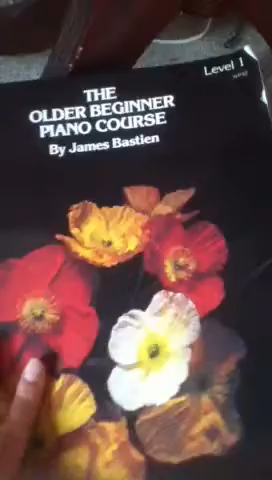 Level 1
THE
OLDER BEGINNER
PIANO COURSE
By James Bastien